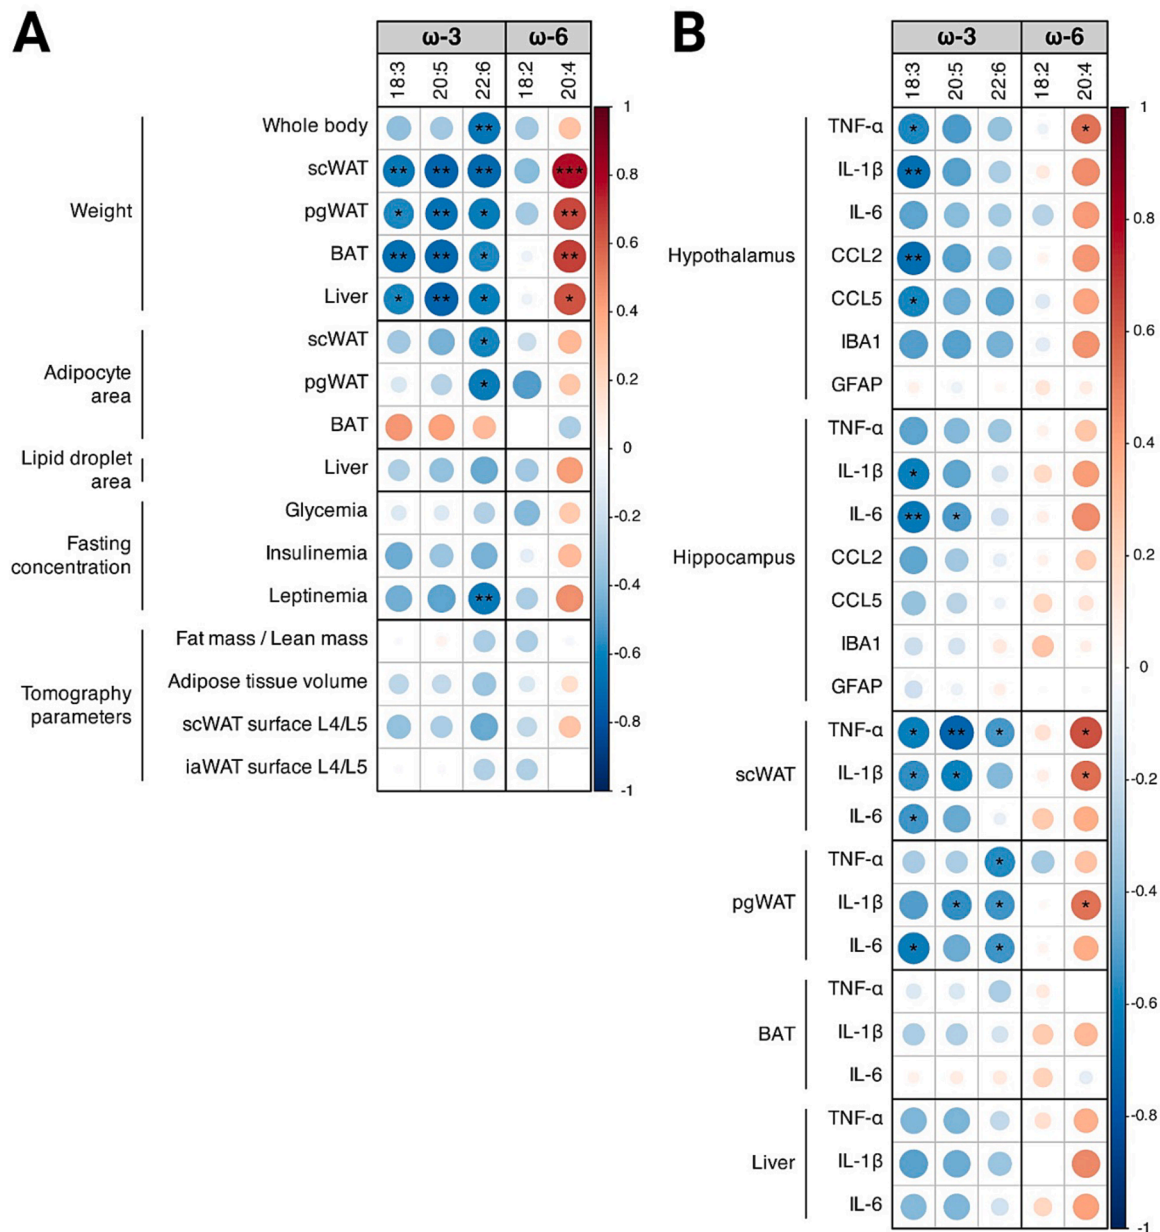 A
ω-3 ω-6
18:3 20:5 22:6 18:2 20:4
Weight
Whole body **
scWAT ** ** ** ***
pgWAT * ** * **
BAT ** ** * **
Liver * ** * *
Adipocyte
area
scWAT *
pgWAT *
BAT
Lipid droplet
area
Liver
Fasting
concentration
Glycemia
Insulinemia
Leptinemia **
Tomography
parameters
Fat mass / Lean mass
Adipose tissue volume
scWAT surface L4/L5
iaWAT surface L4/L5
1
0.8
0.6
0.4
0.2
0
-0.2
-0.4
-0.6
-0.8
-1
B
ω-3 ω-6
18:3 20:5 22:6 18:2 20:4
Hypothalamus
TNF-α * *
IL-1β **
IL-6
CCL2 **
CCL5 *
IBA1
GFAP
Hippocampus
TNF-α
IL-1β *
IL-6 ** *
CCL2
CCL5
IBA1
GFAP
scWAT
TNF-α * ** * *
IL-1β * * *
IL-6 *
pgWAT
TNF-α *
IL-1β * * *
IL-6 * *
BAT
TNF-α
IL-1β
IL-6
Liver
TNF-α
IL-1β
IL-6
1
0.8
0.6
0.4
0.2
0
-0.2
-0.4
-0.6
-0.8
-1